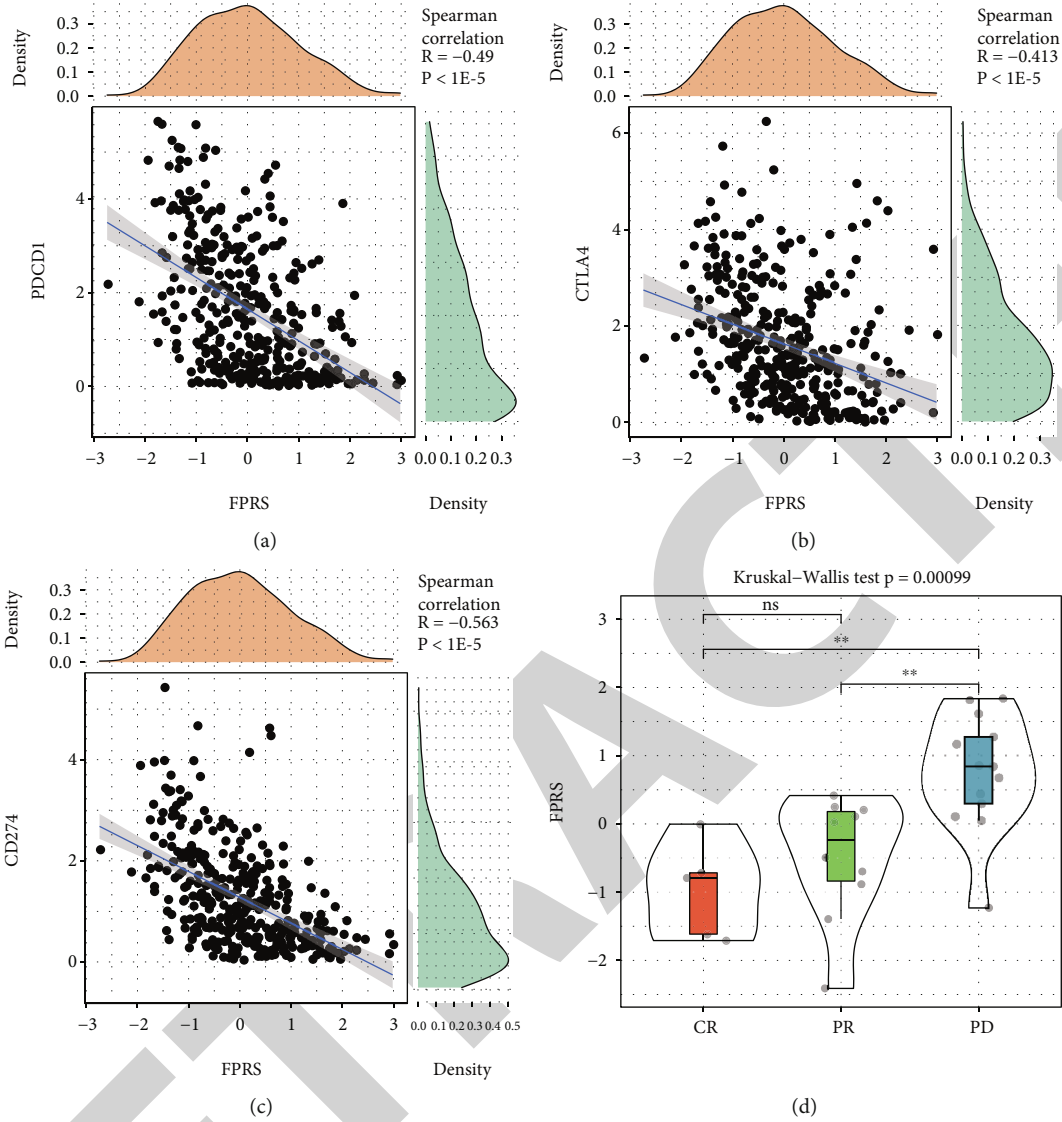 Density
0.3
0.2
0.1
0.0
Spearman
correlation
R = −0.49
P < 1E-5
PDCD1
4
2
0
−3 −2 −1 0 1 2 3
0.0 0.1 0.2 0.3
FPRS
Density
(a)
Density
0.3
0.2
0.1
0.0
Spearman
correlation
R = −0.413
P < 1E-5
CTLA4
6
4
2
0
−3 −2 −1 0 1 2 3
0.0 0.1 0.2 0.3
FPRS
Density
(b)
Density
0.3
0.2
0.1
0.0
Spearman
correlation
R = −0.563
P < 1E-5
CD274
4
2
0
−3 −2 −1 0 1 2 3
0.0 0.1 0.2 0.3 0.4 0.5
FPRS
Density
(c)
Kruskal−Wallis test p = 0.00099
ns
**
**
FPRS
3
2
1
0
−1
−2
CR PR PD
(d)